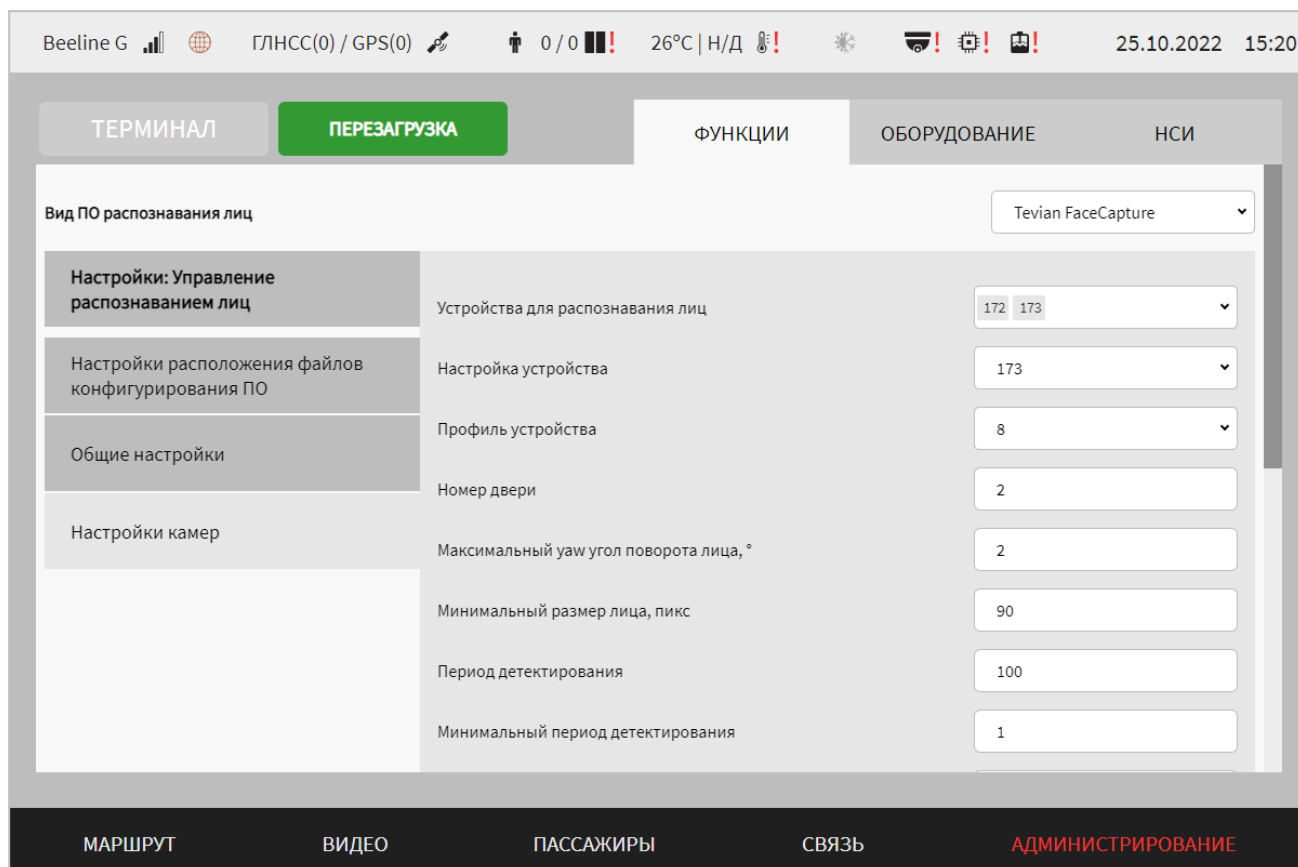 Beeline G ГЛНСС(0) / GPS(0) 0 / 0 ! 26°C | Н/Д ! ! ! ! 25.10.2022 15:20
ТЕРМИНАЛ ПЕРЕЗАГРУЗКА ФУНКЦИИ ОБОРУДОВАНИЕ НСИ
Вид ПО распознавания лиц Tevian FaceCapture
Настройки: Управление
распознаванием лиц
Настройки расположения файлов
конфигурирования ПО
Общие настройки
Настройки камер
Устройства для распознавания лиц 172 173
Настройка устройства 173
Профиль устройства 8
Номер двери 2
Максимальный yaw угол поворота лица, ° 2
Минимальный размер лица, пикс 90
Период детектирования 100
Минимальный период детектирования 1
МАРШРУТ ВИДЕО ПАССАЖИРЫ СВЯЗЬ АДМИНИСТРИРОВАНИЕ